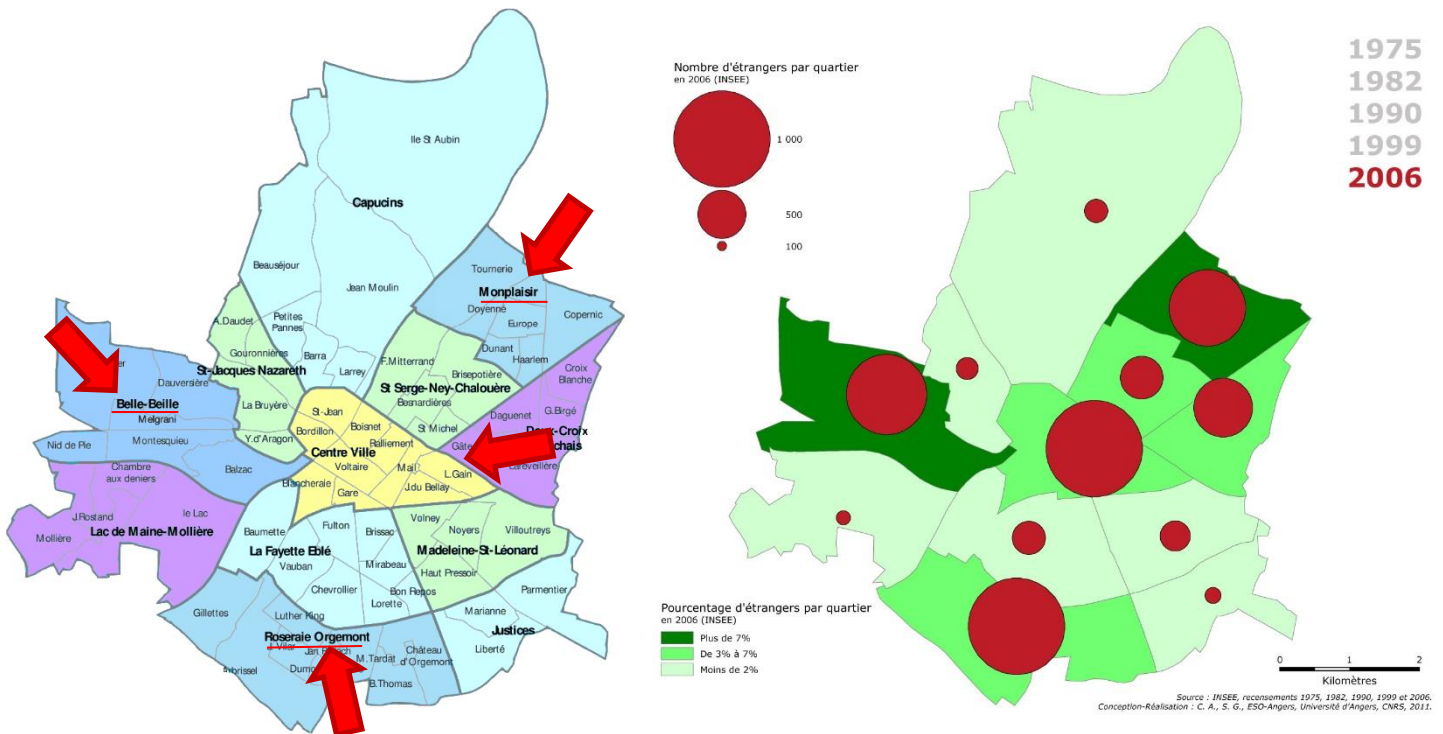 Ile St Aubin
Capucins
Beauséjour
Jean Moulin
Petites
Pannes
Barra
Larrey
Tournerie
Monplaisir
Doyenné
Europe
Copernic
Dunant
Haarlem
A.Daudet
Gouronnières
St-Jacques Nazareth
La Bruyère
Y.d'Aragon
F.Mitterrand
Brisepotière
St Serge-Ney-Chalouère
Besnardières
St Michel
Croix
Blanche
Daguenet
G.Birgé
Dauversière
Belle-Beille
Melgrani
Nid de Pie
Montesquieu
Balzac
St-Jean
Bordillon
Boisnet
Ralliement
Centre Ville
Voltaire
Mail
L.Gain
J.du Bellay
Blancheraie
Gare
Chambre
aux deniers
J.Rostand
le Lac
Mollière
Lac de Maine-Mollière
Baumette
Fulton
Brissac
La Fayette Eblé
Vauban
Mirabeau
Chevrollier
Bon Repos
Lorette
Volney
Noyers
Villoutreys
Madeleine-St-Léonard
Haut Pressoir
Parmentier
Marianne
Justices
Liberté
Gillettes
Luther King
Roseraie Orgemont
M.Tardat
Château
d'Orgemont
B.Thomas
Nombre d'étrangers par quartier
en 2006 (INSEE)
1 000
500
100
1975
1982
1990
1999
2006
Pourcentage d'étrangers par quartier
en 2006 (INSEE)
Plus de 7%
De 3% à 7%
Moins de 2%
0 1 2
Kilomètres
Source : INSEE, recensements 1975, 1982, 1990, 1999 et 2006.
Conception-Réalisation : C. A., S. G., ESO-Angers, Université d'Angers, CNRS, 2011.